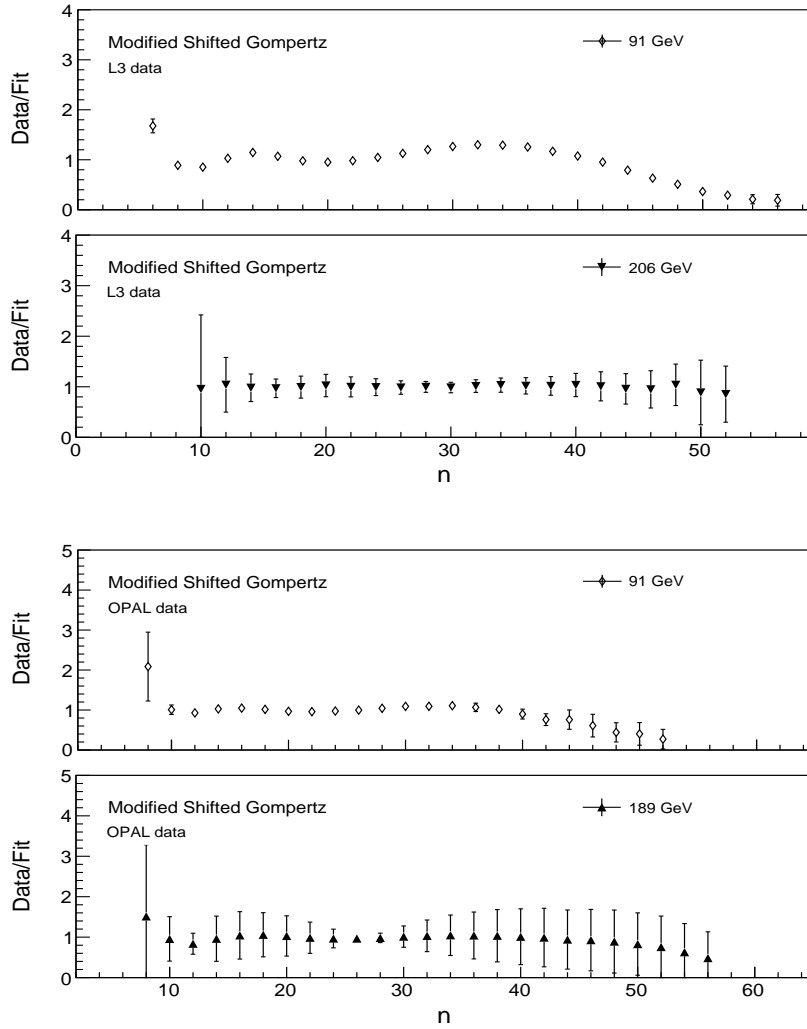 4
Modified Shifted Gompertz
91 GeV
L3 data
3
Data/Fit
2
1
0
4
Modified Shifted Gompertz
206 GeV
L3 data
3
Data/Fit
2
1
0
0 10 20 30 40 50
n
5
Modified Shifted Gompertz
91 GeV
OPAL data
4
3
Data/Fit
2
1
0
5
Modified Shifted Gompertz
189 GeV
OPAL data
4
3
Data/Fit
2
1
0
10 20 30 40 50 60
n